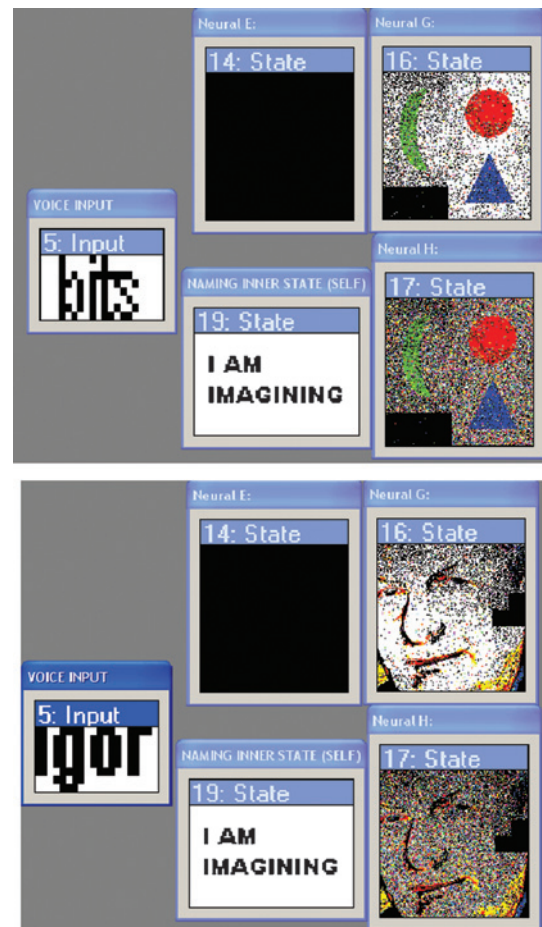 Neural E:
Neural G:
14: State
16: State
VOICE INPUT
5: Input
bits
Neural H:
NAMING INNER STATE (SELF)
17: State
19: State
I AM
IMAGINING
Neural E:
Neural G:
14: State
16: State
VOICE INPUT
5: Input
Igor
Neural H:
NAMING INNER STATE (SELF)
17: State
19: State
I AM
IMAGINING